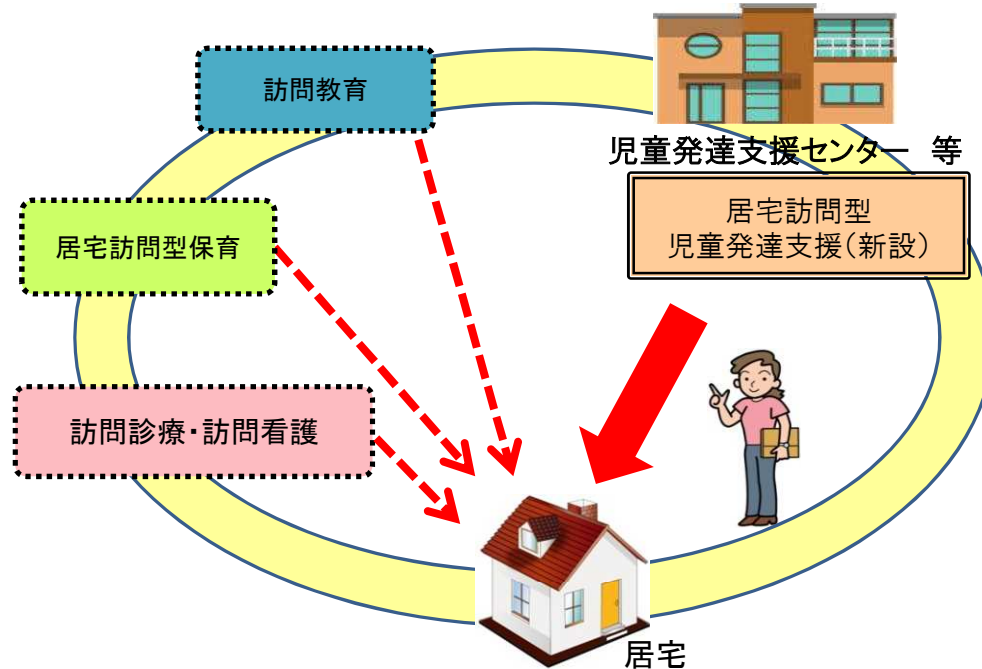 訪問教育
児童発達支援センター 等
居宅訪問型
児童発達支援(新設)
居宅訪問型保育
訪問診療・訪問看護
居宅